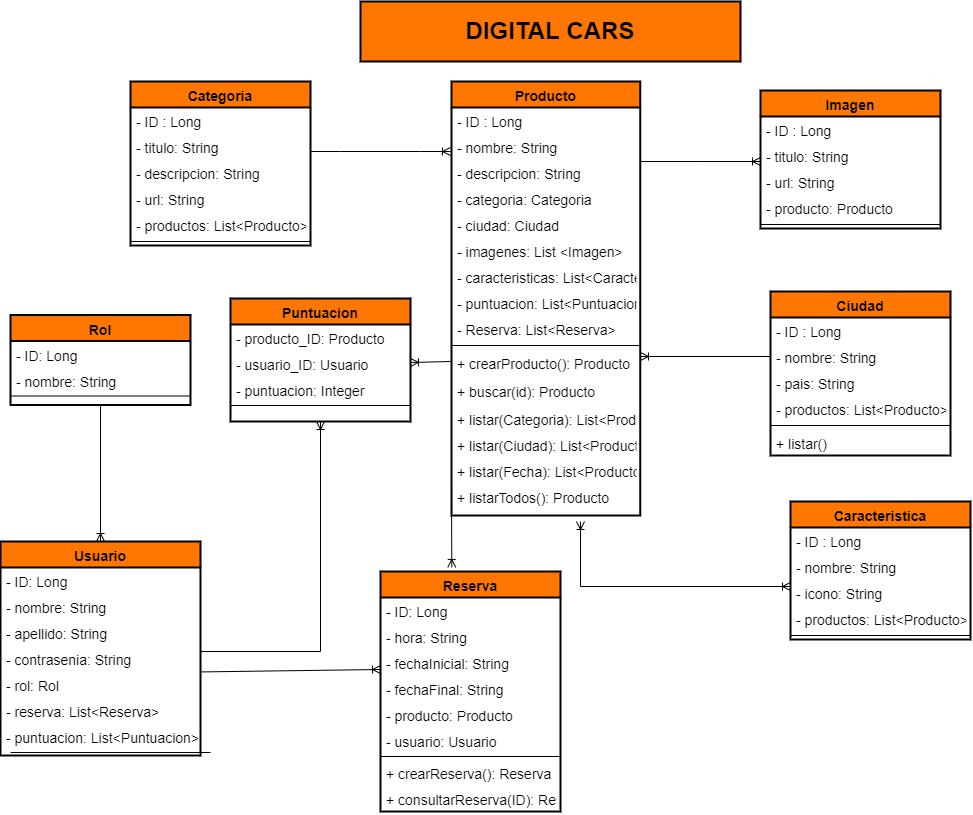 DIGITAL CARS
Categoria
- ID : Long
- titulo: String
- descripcion: String
- url: String
- productos: List<Producto>
Producto
- ID : Long
- nombre: String
- descripcion: String
- categoria: Categoria
- ciudad: Ciudad
- imagenes: List <Imagen>
- caracteristicas: List<Caracte
- puntuacion: List<Puntuacion
- Reserva: List<Reserva>
+ crearProducto(): Producto
+ buscar(id): Producto
+ listar(Categoria): List<Prod
+ listar(Ciudad): List<Product
+ listar(Fecha): List<Producto
+ listarTodos(): Producto
Imagen
- ID : Long
- titulo: String
- url: String
- producto: Producto
Puntuacion
- producto_ID: Producto
- usuario_ID: Usuario
- puntuacion: Integer
Rol
- ID: Long
- nombre: String
Ciudad
- ID : Long
- nombre: String
- pais: String
- productos: List<Producto>
+ listar()
Caracteristica
- ID : Long
- nombre: String
- icono: String
- productos: List<Producto>
Usuario
- ID: Long
- nombre: String
- apellido: String
- contrasenia: String
- rol: Rol
- reserva: List<Reserva>
- puntuacion: List<Puntuacion>
Reserva
- ID: Long
- hora: String
- fechaInicial: String
- fechaFinal: String
- producto: Producto
- usuario: Usuario
+ crearReserva(): Reserva
+ consultarReserva(ID): Re